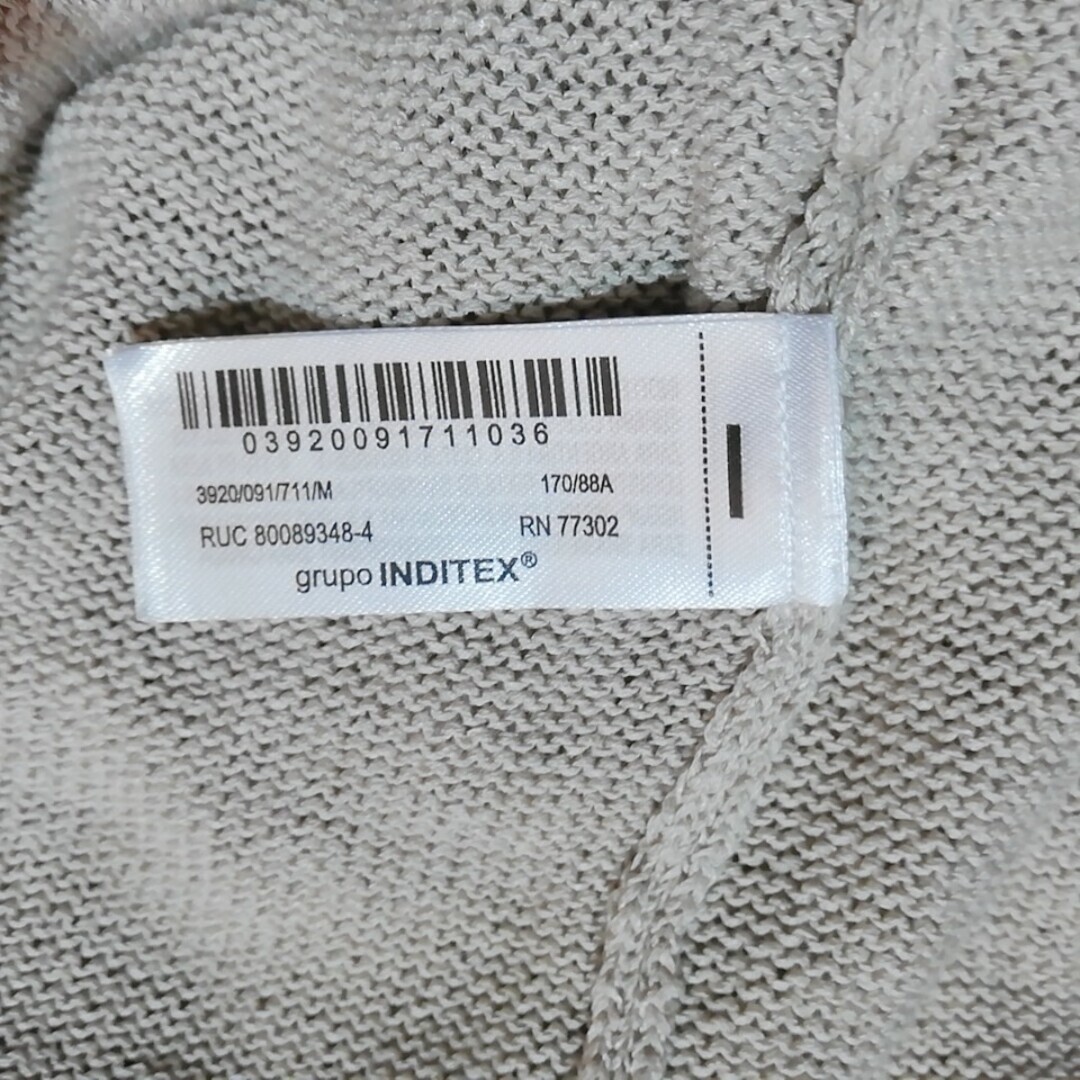 03920091711036
3920/091/711/M 170/88A
RUC 80089348-4 RN 77302
grupo INDITEX®